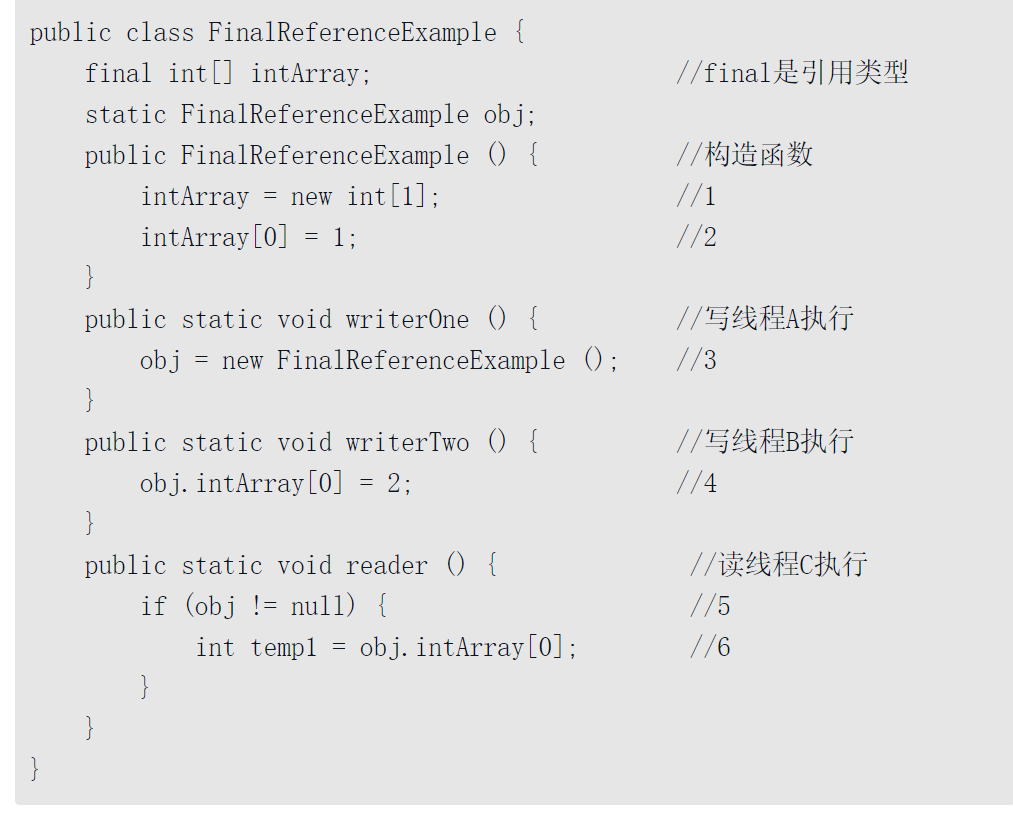 public class FinalReferenceExample {
    final int[] intArray;                      //final是引用类型
    static FinalReferenceExample obj;
    public FinalReferenceExample () {          //构造函数
        intArray = new int[1];                 //1
        intArray[0] = 1;                       //2
    }
    public static void writerOne () {          //写线程A执行
        obj = new FinalReferenceExample ();    //3
    }
    public static void writerTwo () {          //写线程B执行
        obj.intArray[0] = 2;                   //4
    }
    public static void reader () {              //读线程C执行
        if (obj != null) {                      //5
            int temp1 = obj.intArray[0];        //6
        }
    }
}